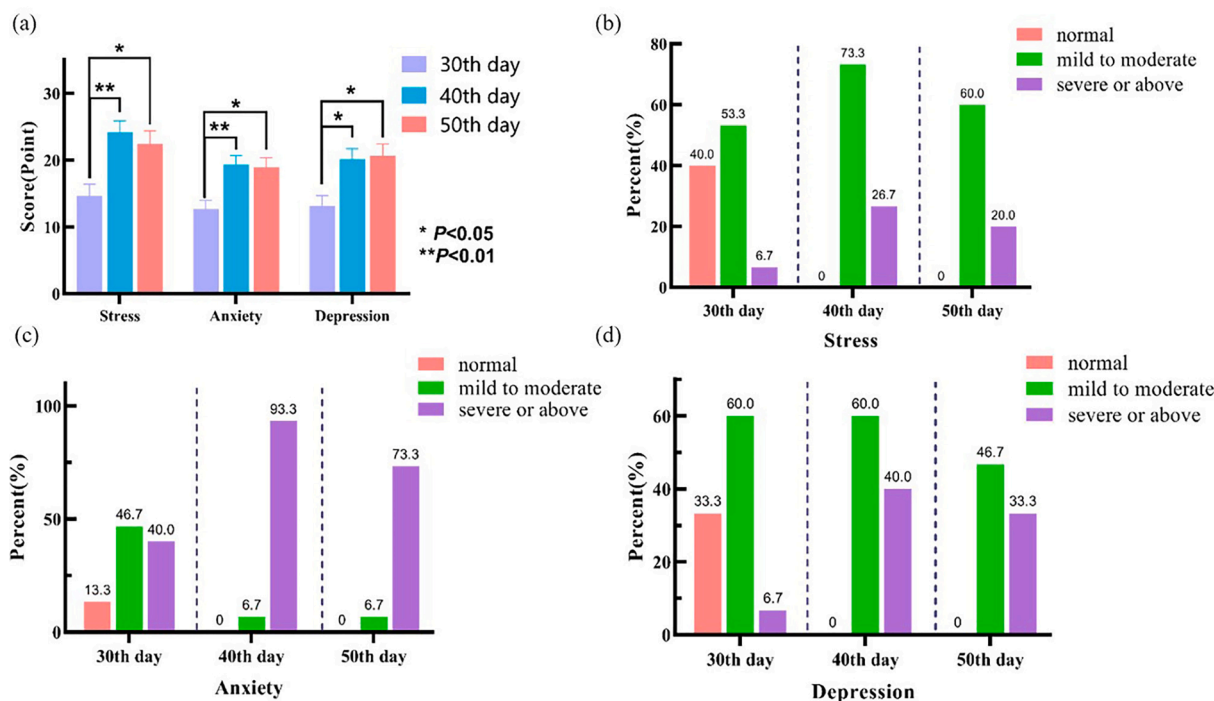 (a)
*
**
*
**
*
*
30th day
40th day
50th day
* P<0.05
**P<0.01
Score(Point)
30
20
10
0
Stress Anxiety Depression
(b)
normal
mild to moderate
severe or above
Percent(%)
80
60
40
20
0
40.0 53.3 6.7
0 73.3 26.7
0 60.0 20.0
30th day 40th day 50th day
Stress
(c)
normal
mild to moderate
severe or above
Percent(%)
100
50
0
13.3 46.7 40.0
0 6.7 93.3
0 6.7 73.3
30th day 40th day 50th day
Anxiety
(d)
normal
mild to moderate
severe or above
Percent(%)
60
40
20
0
33.3 60.0 6.7
0 60.0 40.0
0 46.7 33.3
30th day 40th day 50th day
Depression